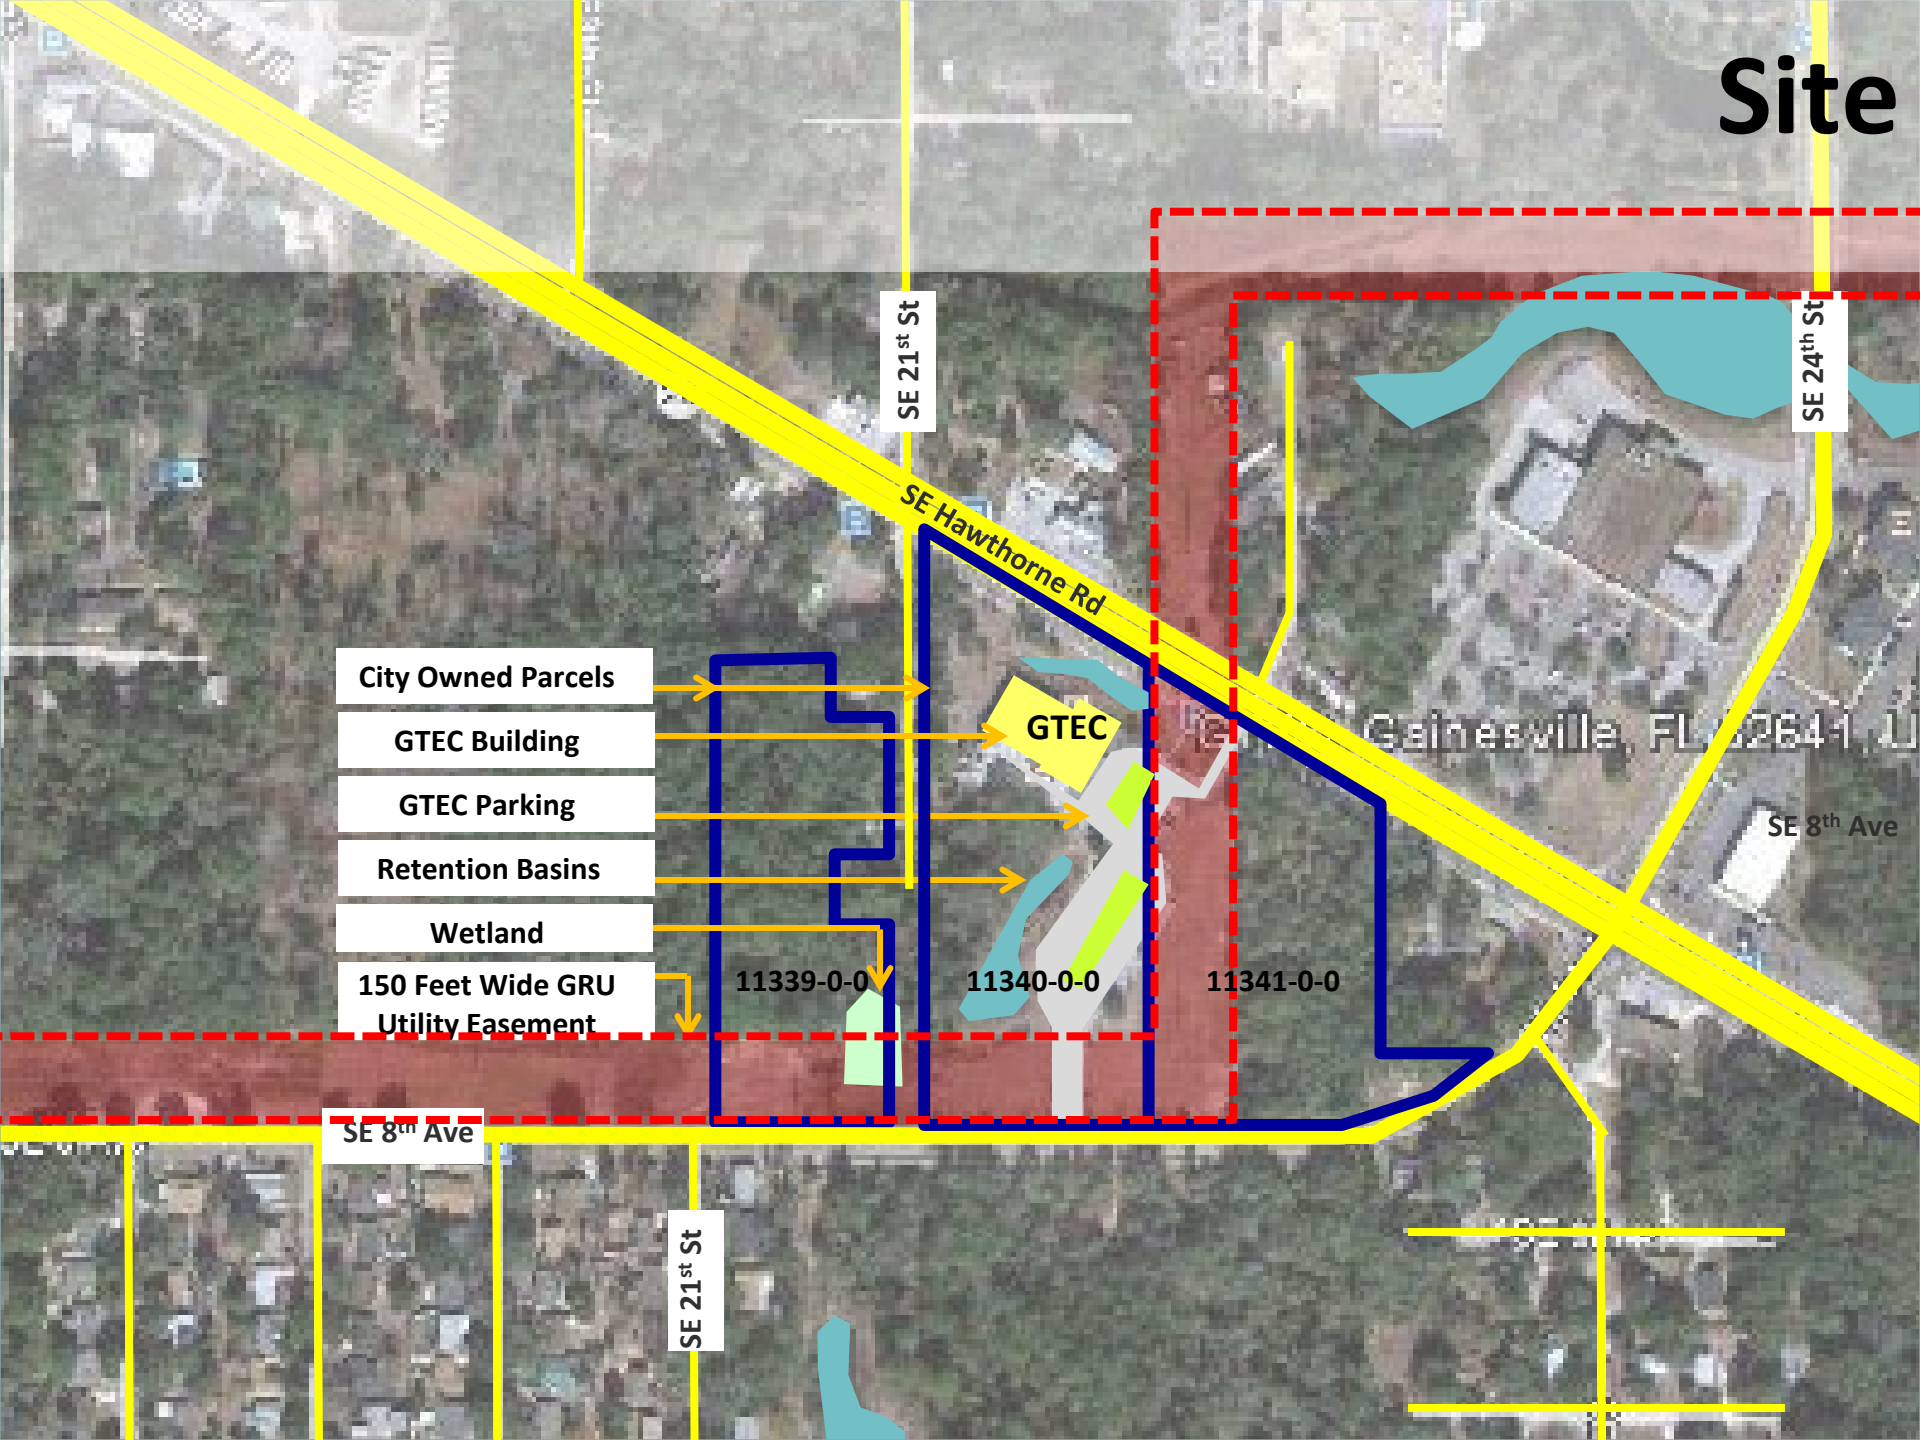 Site
SE 21st St
SE 24th St
SE Hawthorne Rd
City Owned Parcels
GTEC Building
GTEC Parking
Retention Basins
Wetland
150 Feet Wide GRU
Utility Easement
GTEC
Gainesville, FL
SE 8th Ave
11339-0-0
11340-0-0
11341-0-0
SE 8th Ave
SE 21st St